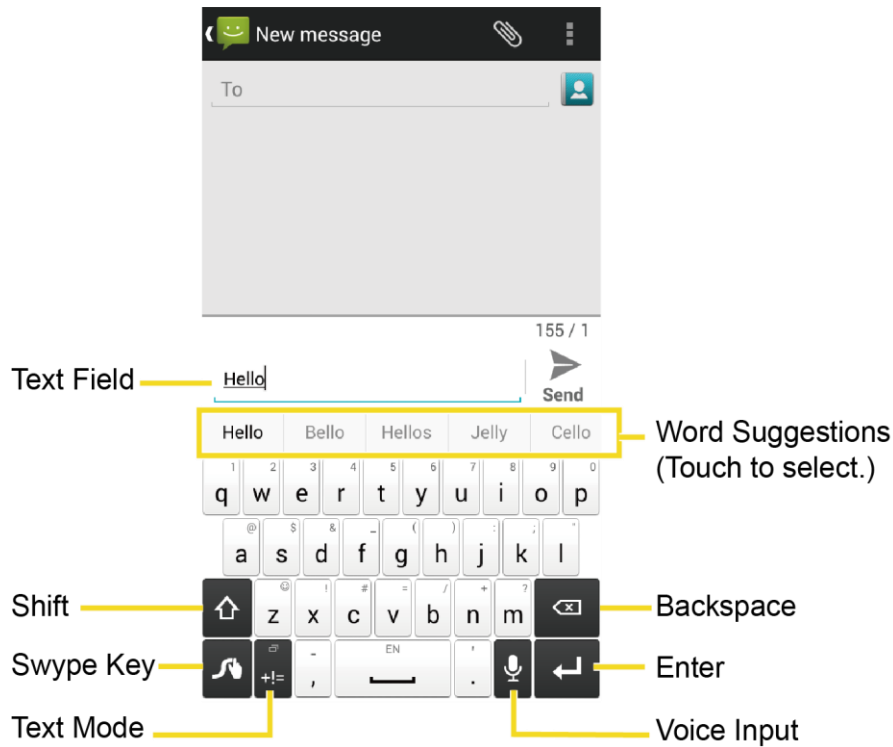 New message
To
155 / 1
Text Field
Hello
Send
Hello Bello Hellos Jelly Cello
Word Suggestions
(Touch to select.)
1 2 3 4 5 6 7 8 9 0
q w e r t y u i o p
@ $ & _ ( ) : ; "
a s d f g h j k l
! # = / + ?
Shift
z x c v b n m
Backspace
Swype Key
+!=
- ,
EN
' .
Enter
Text Mode
Voice Input